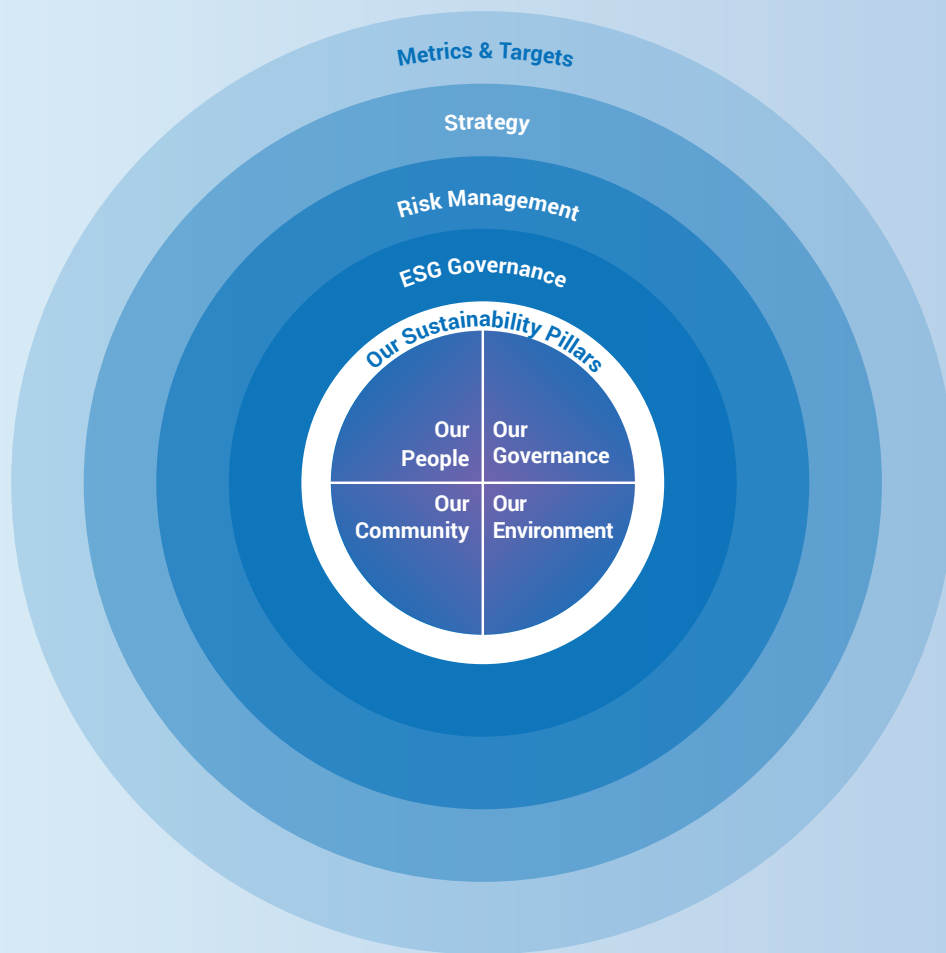 Metrics & Targets
Strategy
Risk Management
ESG Governance
Our Sustainability Pillars
Our
People
Our
Governance
Our
Community
Our
Environment